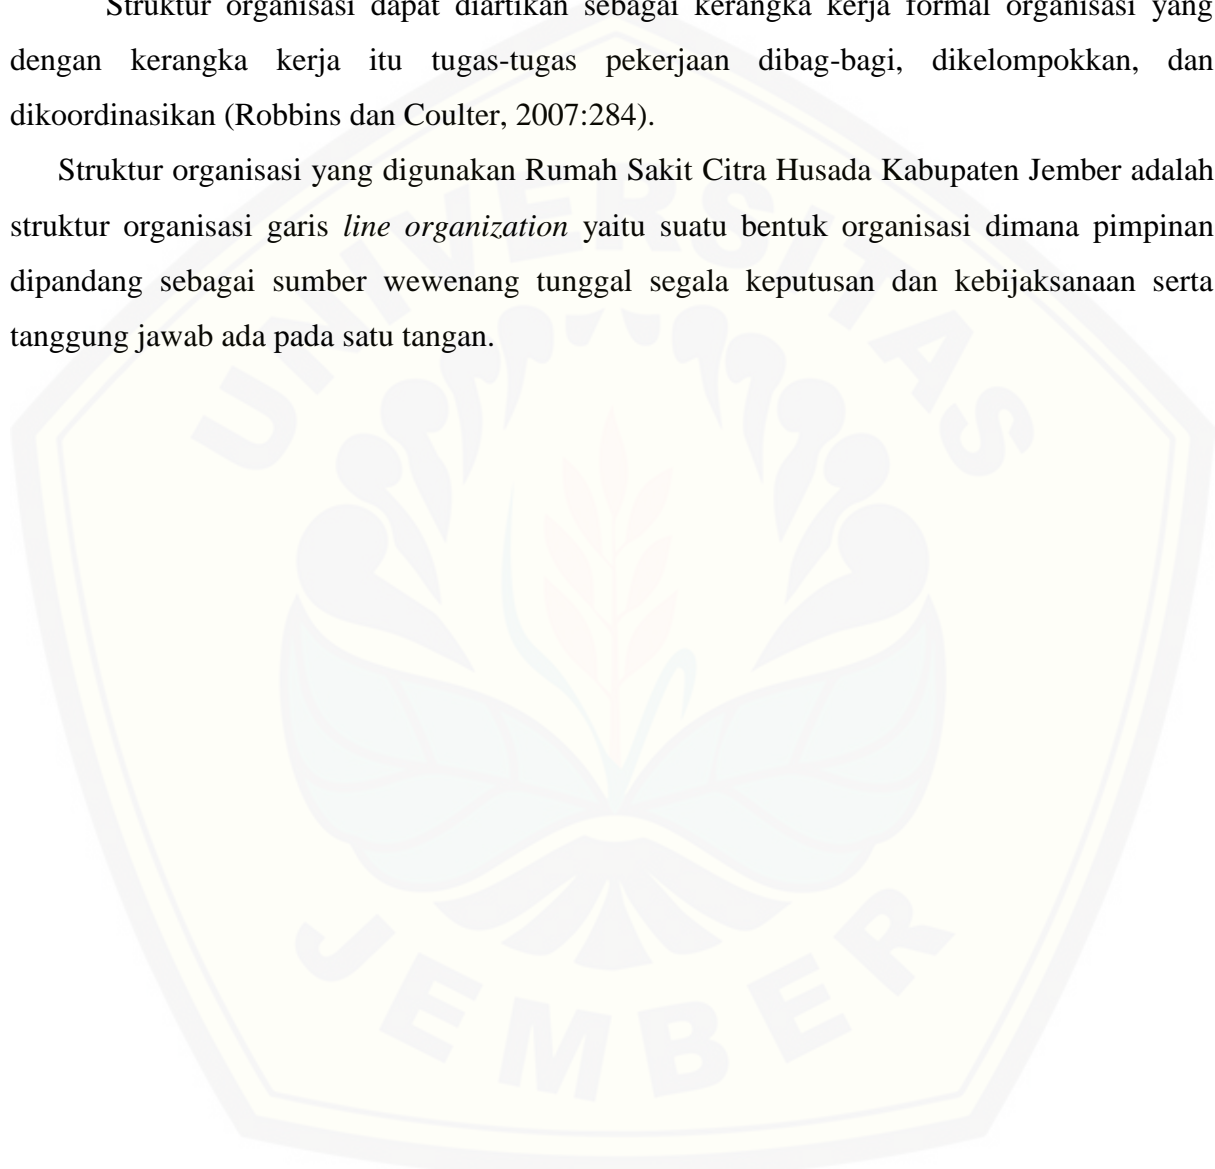 Struktur organisasi dapat diartikan sebagai kerangka kerja formal organisasi yang
dengan kerangka kerja itu tugas-tugas pekerjaan dibag-bagi, dikelompokkan, dan
dikoordinasikan (Robbins dan Coulter, 2007:284).
Struktur organisasi yang digunakan Rumah Sakit Citra Husada Kabupaten Jember adalah
struktur organisasi garis line organization yaitu suatu bentuk organisasi dimana pimpinan
dipandang sebagai sumber wewenang tunggal segala keputusan dan kebijaksanaan serta
tanggung jawab ada pada satu tangan.
UNIVERSITAS
JEMBER